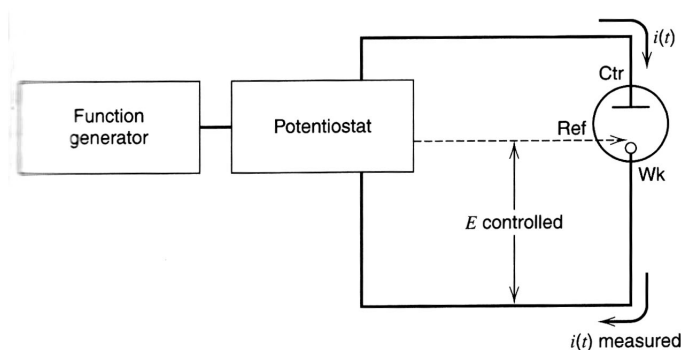 i(t)
Ctr
Function
generator
Potentiostat
Ref
Wk
E controlled
i(t) measured